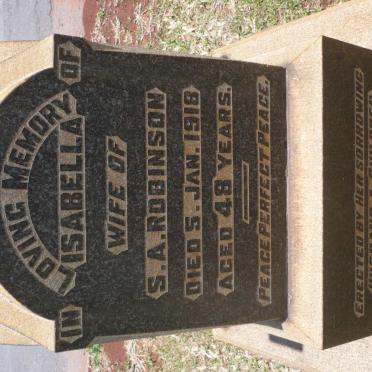 IN LOVING MEMORY OF
ISABELLA
WIFE OF
S.A. ROBINSON
DIED 5. JAN. 1918
AGED 48 YEARS.
PEACE PERFECT PEACE.
ERECTED BY HER SORROWING